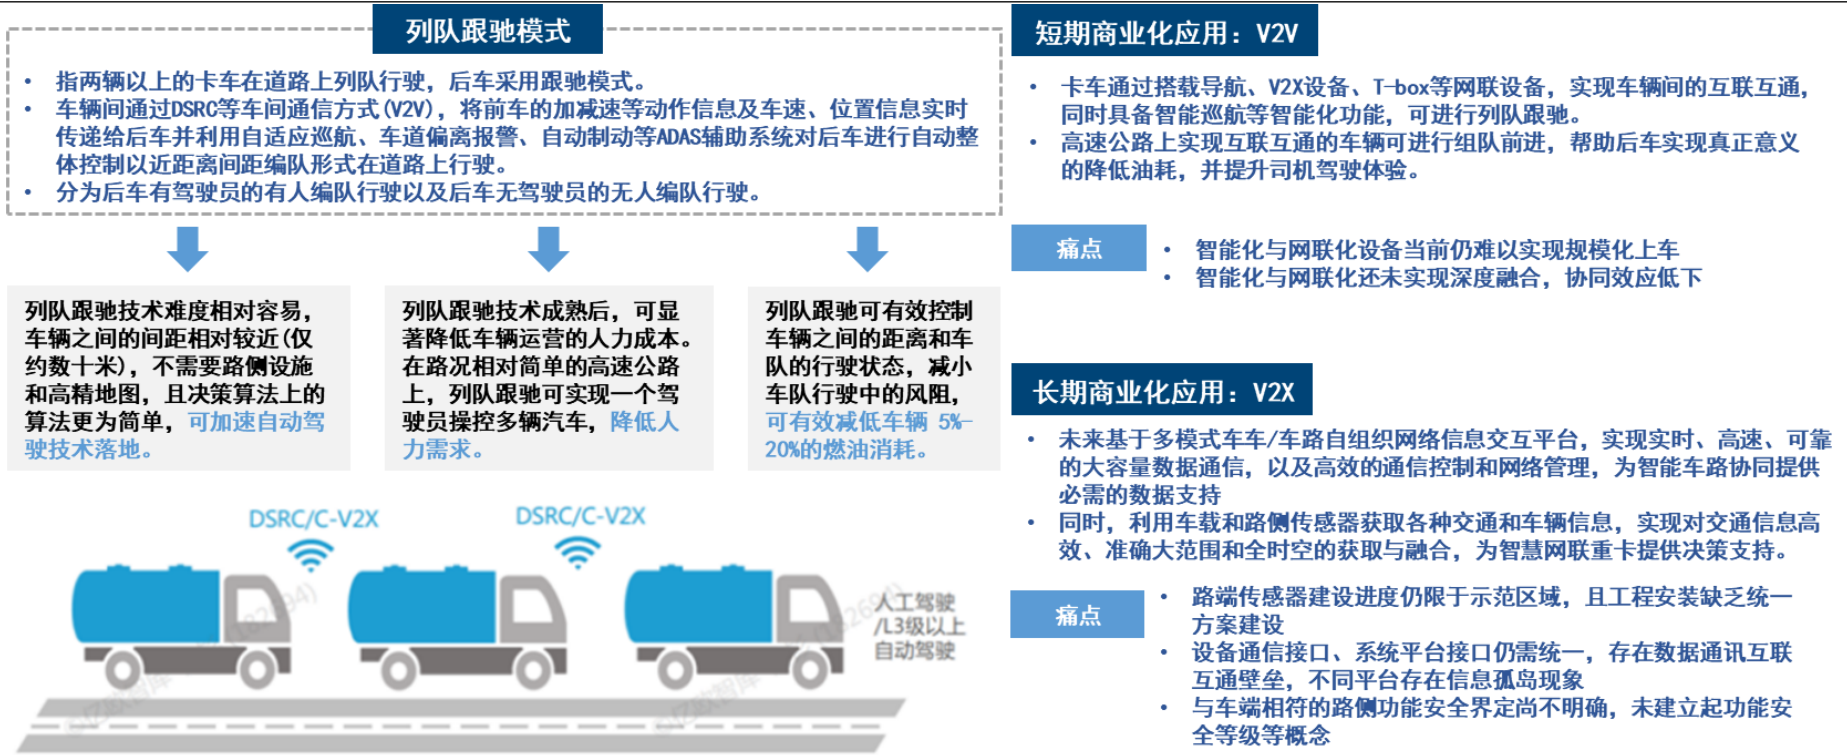 列队跟驰模式
• 指两辆以上的卡车在道路上列队行驶，后车采用跟驰模式。
• 车辆间通过DSRC等车间通信方式(V2V)，将前车的加减速等动作信息及车速、位置信息实时
传递给后车并利用自适应巡航、车道偏离报警、自动制动等ADAS辅助系统对后车进行自动整
体控制以近距离间距编队形式在道路上行驶。
• 分为后车有驾驶员的有人编队行驶以及后车无驾驶员的无人编队行驶。
列队跟驰技术难度相对容易，
车辆之间的间距相对较近(仅
约数十米)，不需要路侧设施
和高精地图，且决策算法上的
算法更为简单，可加速自动驾
驶技术落地。
列队跟驰技术成熟后，可显
著降低车辆运营的人力成本。
在路况相对简单的高速公路
上，列队跟驰可实现一个驾
驶员操控多辆汽车，降低人
力需求。
列队跟驰可有效控制
车辆之间的距离和车
队的行驶状态，减小
车队行驶中的风阻，
可有效减低车辆 5%-
20%的燃油消耗。
DSRC/C-V2X
DSRC/C-V2X
人工驾驶
/L3级以上
自动驾驶
短期商业化应用：V2V
• 卡车通过搭载导航、V2X设备、T-box等网联设备，实现车辆间的互联互通，
同时具备智能巡航等智能化功能，可进行列队跟驰。
• 高速公路上实现互联互通的车辆可进行组队前进，帮助后车实现真正意义
的降低油耗，并提升司机驾驶体验。
痛点
• 智能化与网联化设备当前仍难以实现规模化上车
• 智能化与网联化还未实现深度融合，协同效应低下
长期商业化应用：V2X
• 未来基于多模式车车/车路自组织网络信息交互平台，实现实时、高速、可靠
的大容量数据通信，以及高效的通信控制和网络管理，为智能车路协同提供
必需的数据支持
• 同时，利用车载和路侧传感器获取各种交通和车辆信息，实现对交通信息高
效、准确大范围和全时空的获取与融合，为智慧网联重卡提供决策支持。
痛点
• 路端传感器建设进度仍限于示范区域，且工程安装缺乏统一
方案建设
• 设备通信接口、系统平台接口仍需统一，存在数据通讯互联
互通壁垒，不同平台存在信息孤岛现象
• 与车端相符的路侧功能安全界定尚不明确，未建立起功能安
全等级等概念